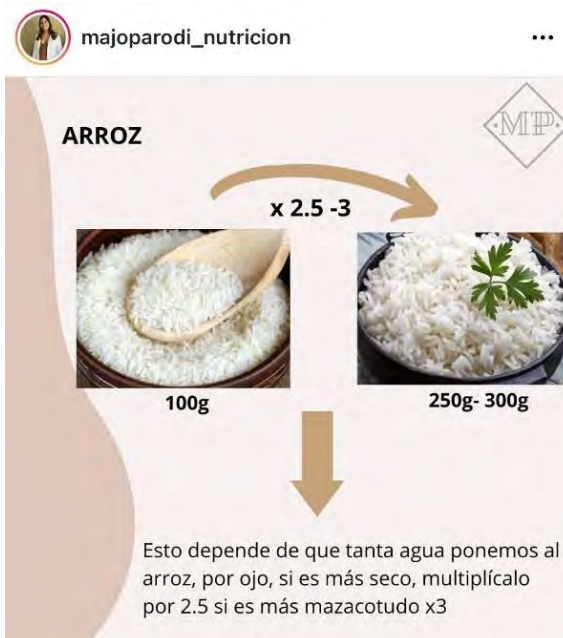 majoparodi_nutricion
ARROZ
MP
x 2.5 -3
100g
250g- 300g
Esto depende de que tanta agua ponemos al
arroz, por ojo, si es más seco, multiplícalo
por 2.5 si es más mazacotudo x3